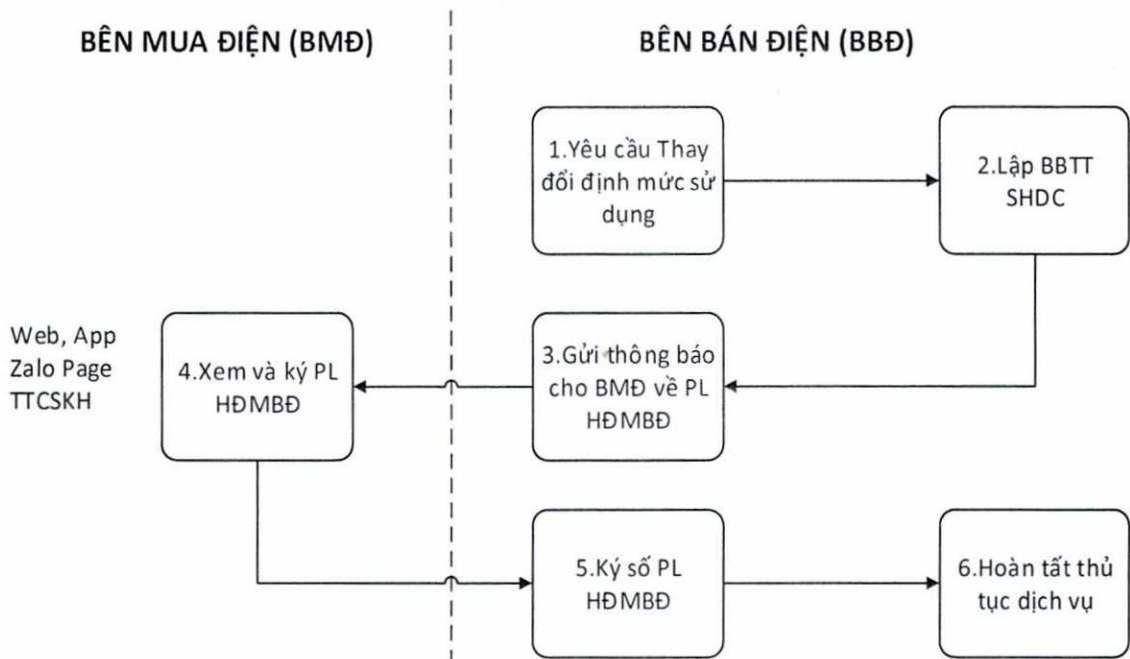 BÊN MUA ĐIỆN (BMĐ)
BÊN BÁN ĐIỆN (BBĐ)
1.Yêu cầu Thay
đổi định mức sử
dụng
2.Lập BBTT
SHDC
Web, App
Zalo Page
TTCSKH
4.Xem và ký PL
HĐMBĐ
3.Gửi thông báo
cho BMĐ về PL
HĐMBĐ
5.Ký số PL
HĐMBĐ
6.Hoàn tất thủ
tục dịch vụ